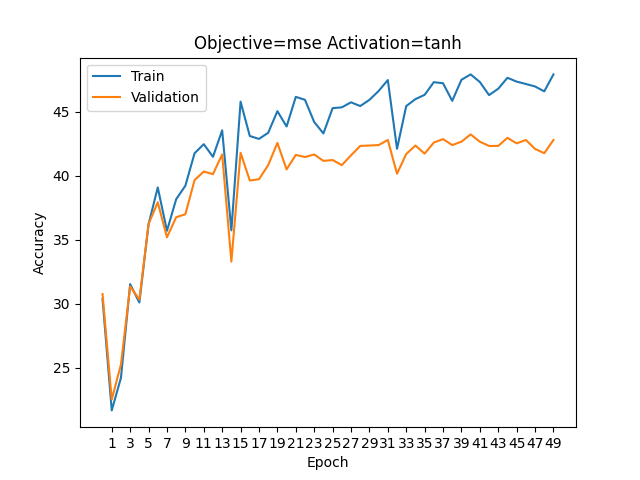 Objective=mse Activation=tanh
Train
Validation
45
40
35
30
25
Accuracy
1 3 5 7 9 11 13 15 17 19 21 23 25 27 29 31 33 35 37 39 41 43 45 47 49
Epoch